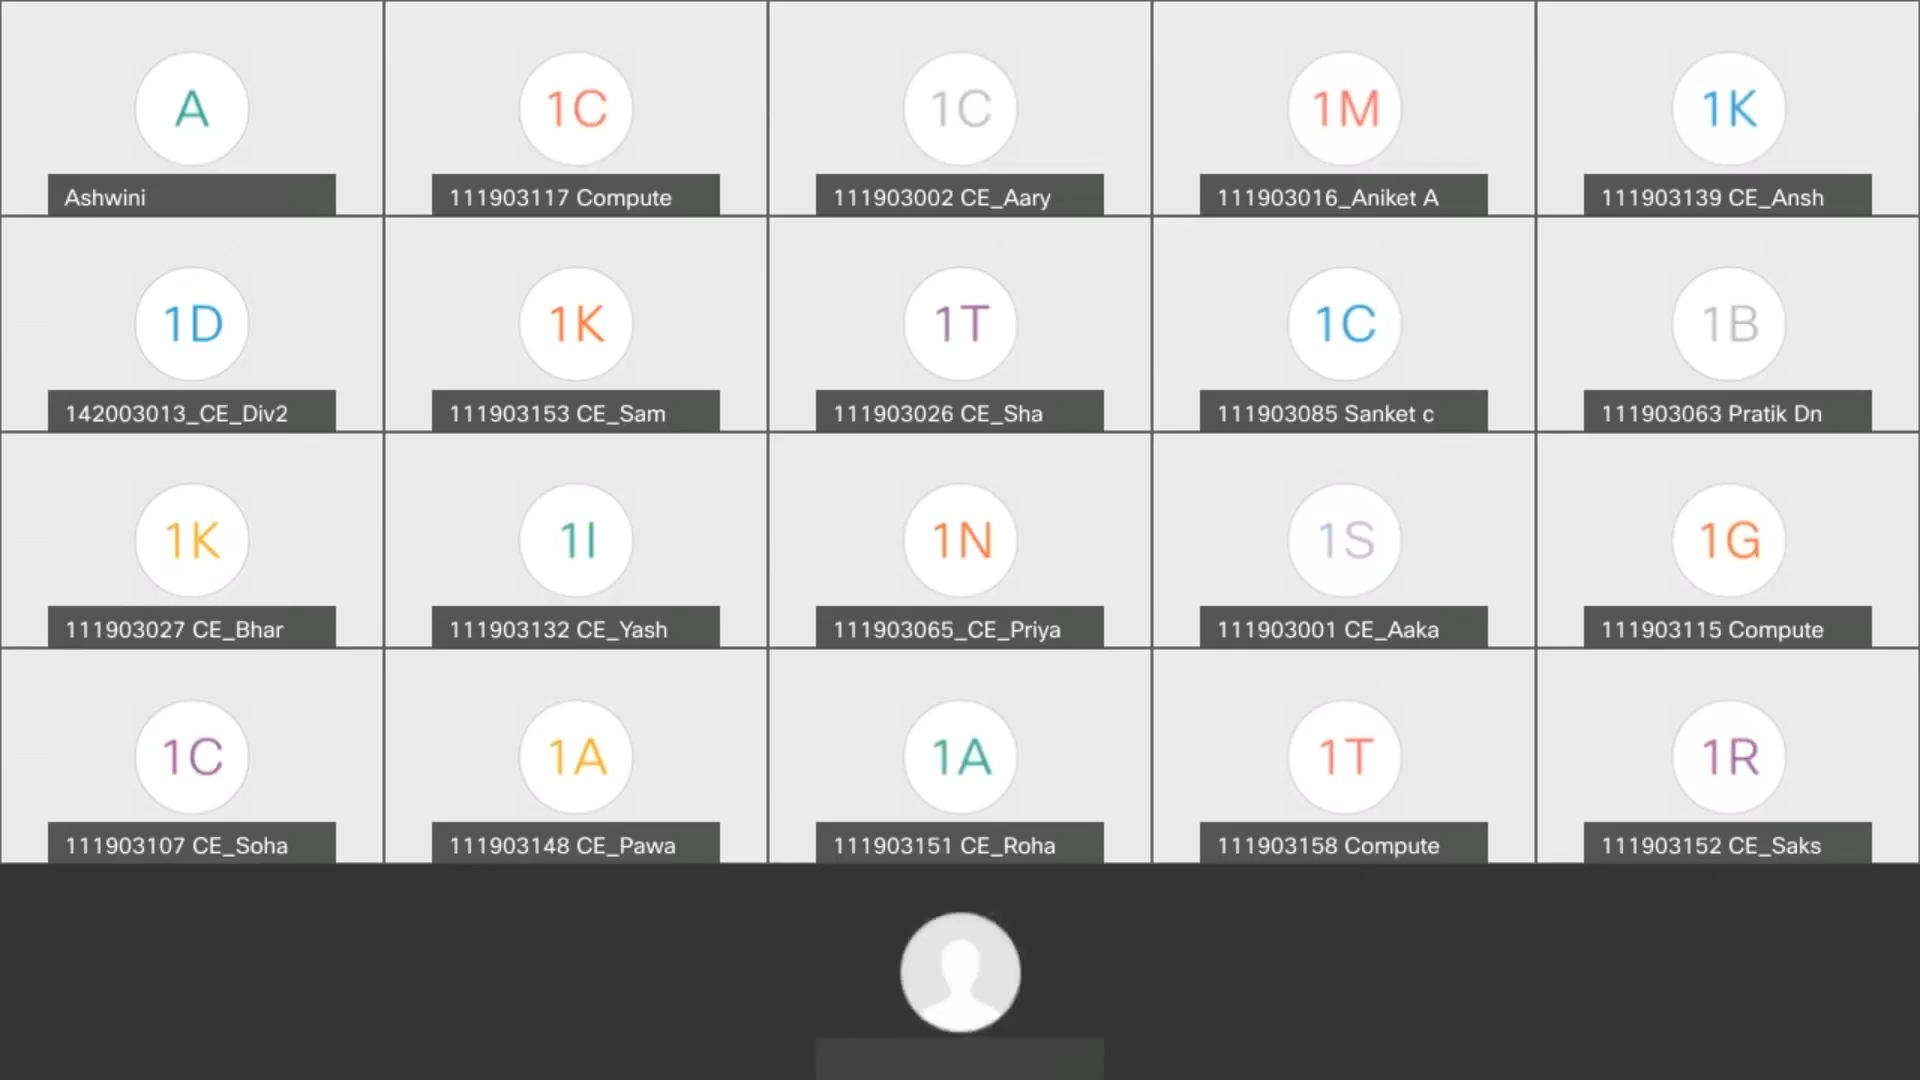 A
1C
1C
1M
1K
Ashwini
111903117 Compute
111903002 CE_Aary
111903016_Aniket A
111903139 CE_Ansh
1D
1K
1T
1C
1B
142003013_CE_Div2
111903153 CE_Sam
111903026 CE_Sha
111903085 Sanket c
111903063 Pratik Dn
1K
1I
1N
1S
1G
111903027 CE_Bhar
111903132 CE_Yash
111903065_CE_Priya
111903001 CE_Aaka
111903115 Compute
1C
1A
1A
1T
1R
111903107 CE_Soha
111903148 CE_Pawa
111903151 CE_Roha
111903158 Compute
111903152 CE_Saks